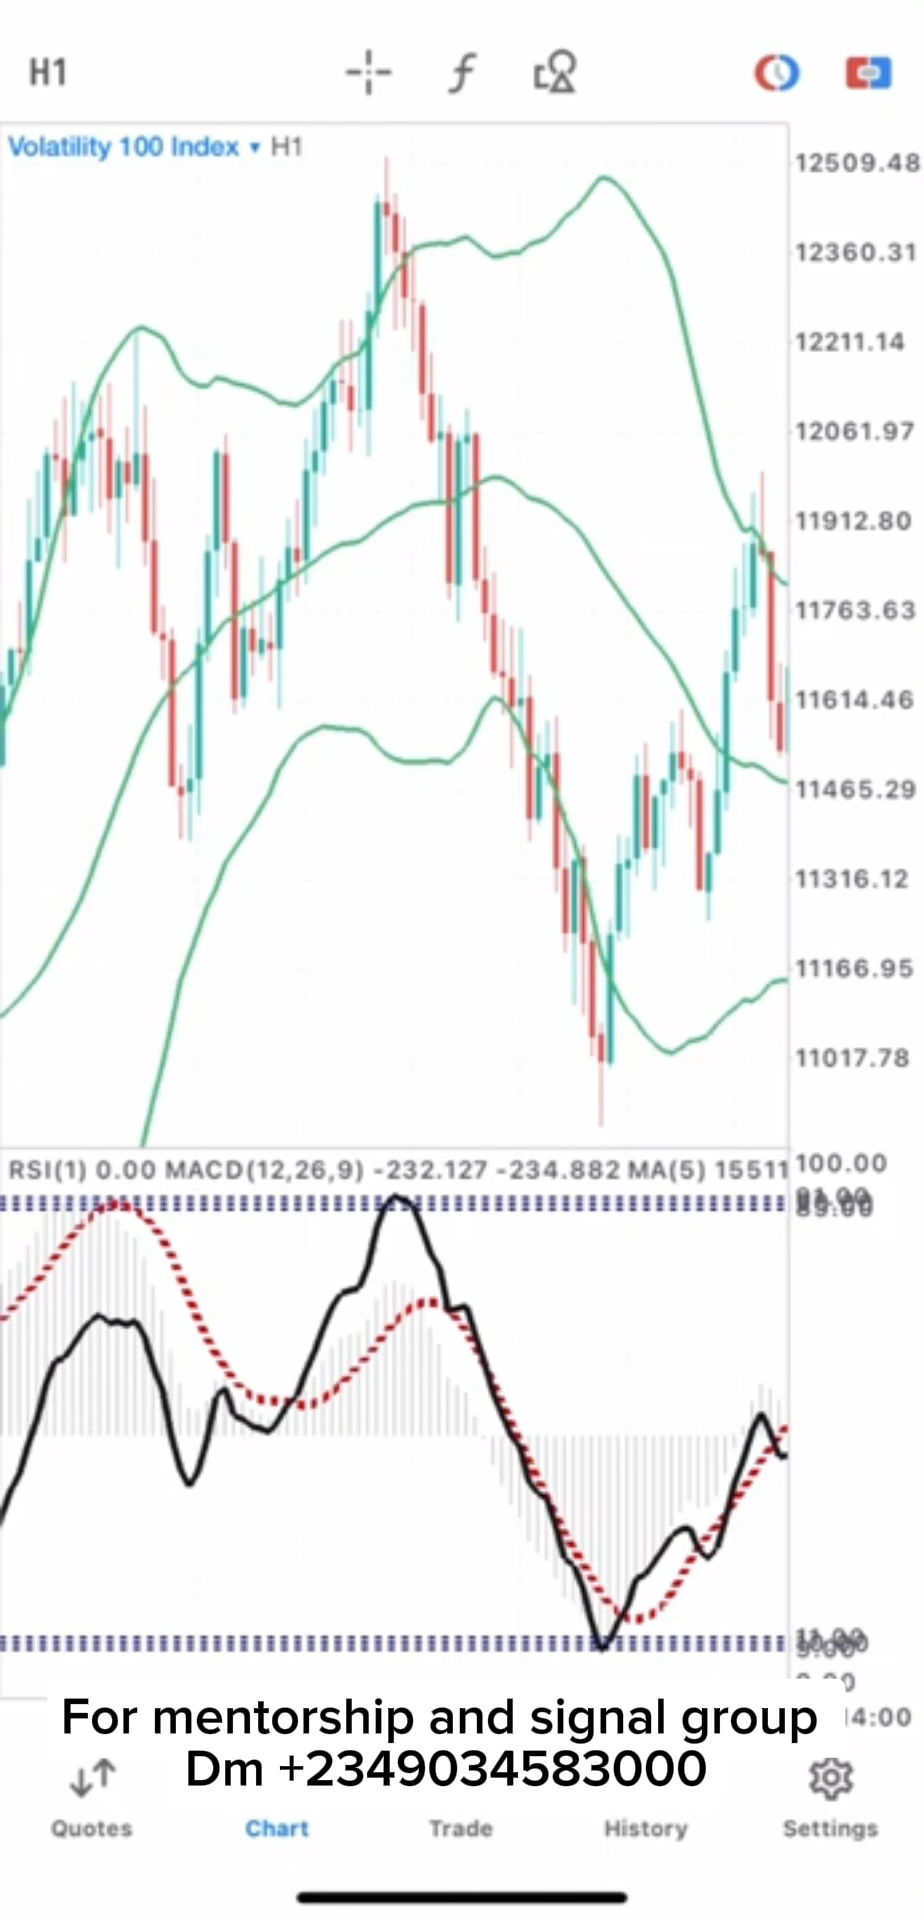 H1
Volatility 100 Index ▾ H1
12509.48
12360.31
12211.14
12061.97
11912.80
11763.63
11614.46
11465.29
11316.12
11166.95
11017.78
RSI(1) 0.00 MACD(12,26,9) -232.127 -234.882 MA(5) 15511
100.00
For mentorship and signal group
4:00
Dm +2349034583000
Quotes
Chart
Trade
History
Settings